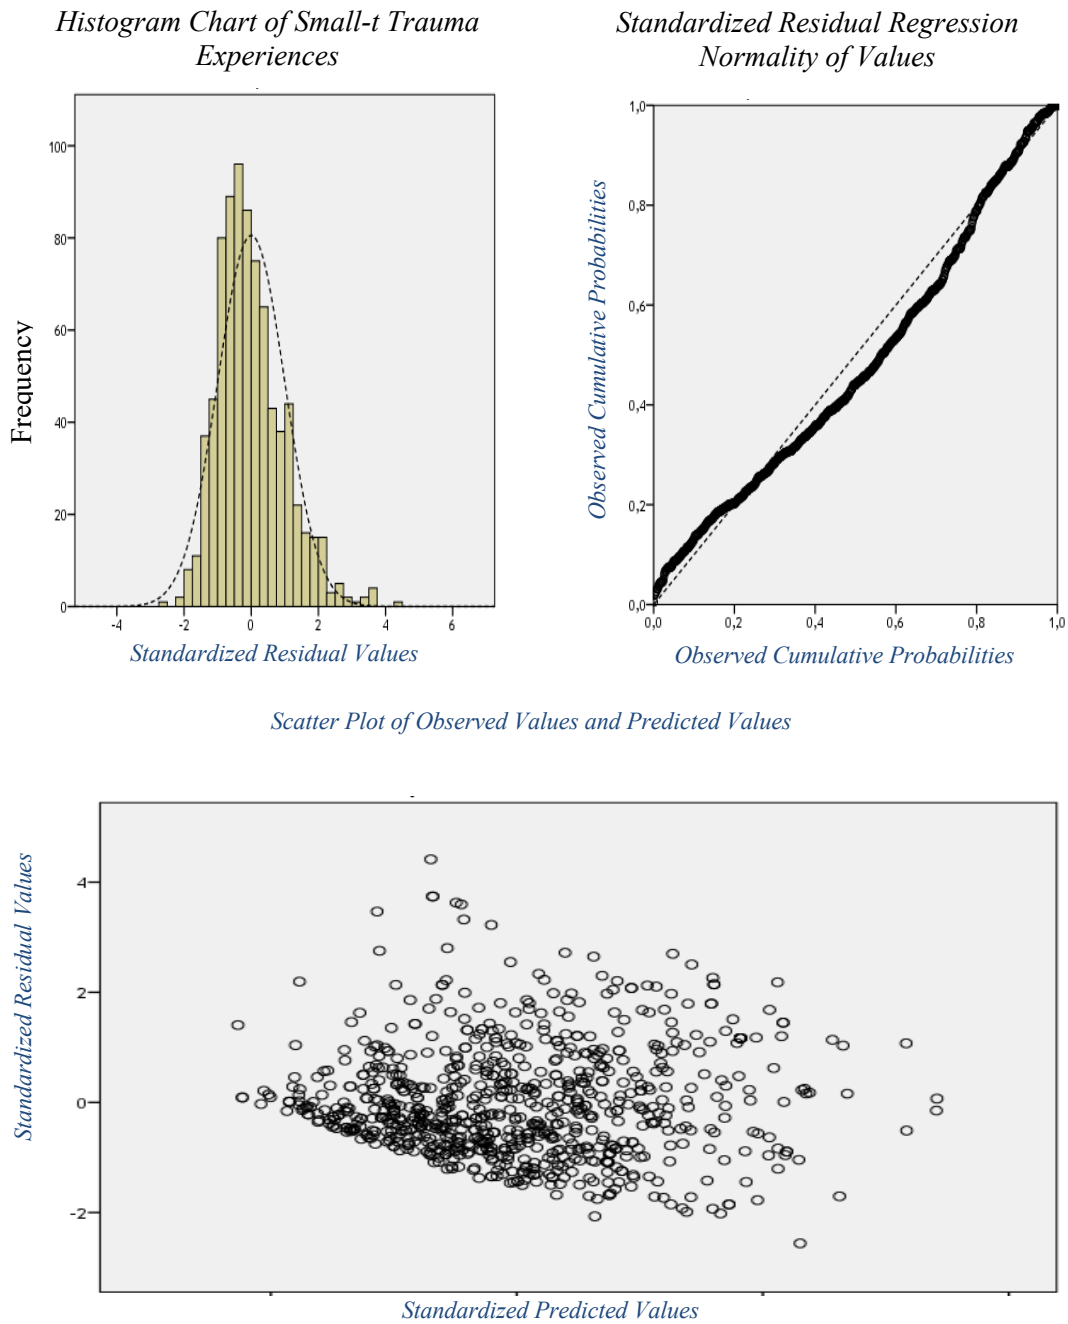 Histogram Chart of Small-t Trauma
Experiences
Standardized Residual Regression
Normality of Values
Frequency
100
80
60
40
20
0
-4
-2
0
2
4
6
Standardized Residual Values
Observed Cumulative Probabilities
1,0
0,8
0,6
0,4
0,2
0,0
0,0
0,2
0,4
0,6
0,8
1,0
Observed Cumulative Probabilities
Scatter Plot of Observed Values and Predicted Values
Standardized Residual Values
4
2
0
-2
Standardized Predicted Values